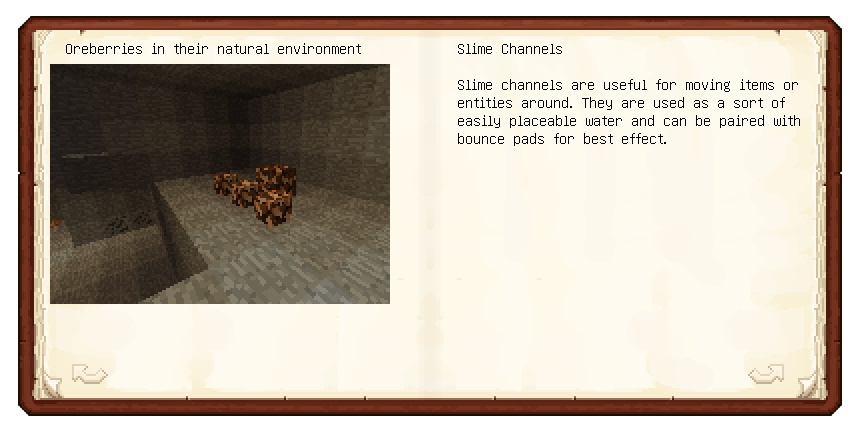 Oreberries in their natural environment
Slime Channels
Slime channels are useful for moving items or
entities around. They are used as a sort of
easily placeable water and can be paired with
bounce pads for best effect.